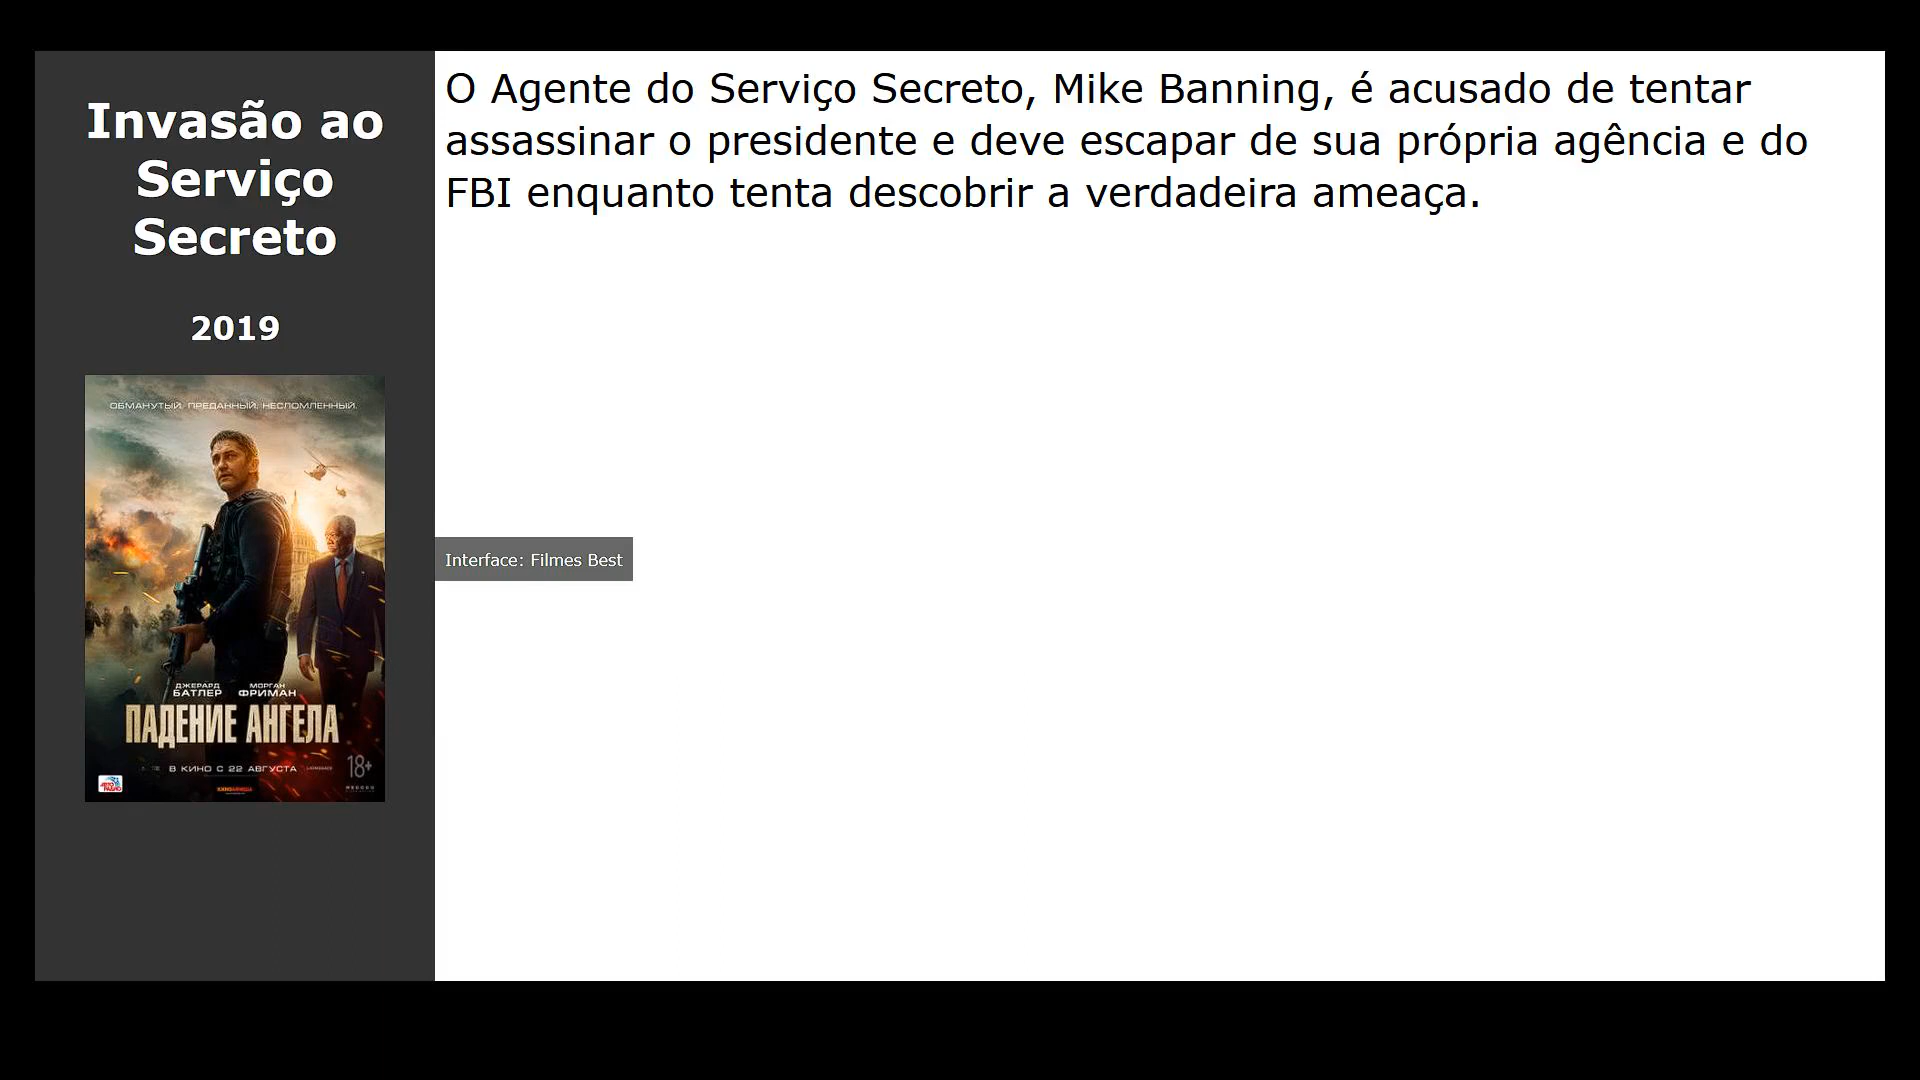 Invasão ao
Serviço
Secreto
2019
ОБМАНУТЫЙ. ПРЕДАННЫЙ. НЕСЛОМЛЕННЫЙ.
ДЖЕРАРД
БАТЛЕР
МОРГАН
ФРИМАН
ПАДЕНИЕ АНГЕЛА
В КИНО С 22 АВГУСТА
18+
O Agente do Serviço Secreto, Mike Banning, é acusado de tentar
assassinar o presidente e deve escapar de sua própria agência e do
FBI enquanto tenta descobrir a verdadeira ameaça.
Interface: Filmes Best